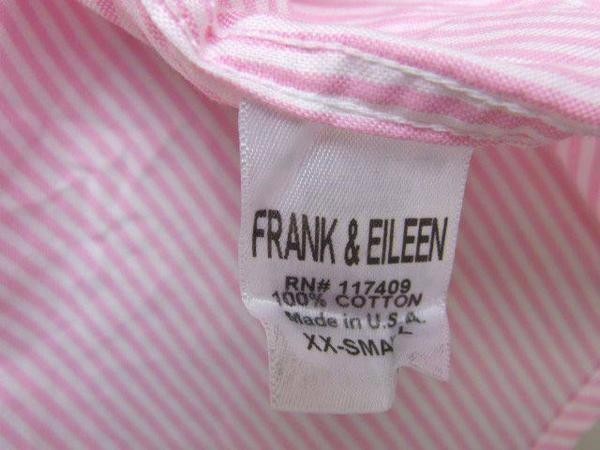 FRANK & EILEEN
RN# 117409
100% COTTON
Made in U.S.A.
XX-SMALL